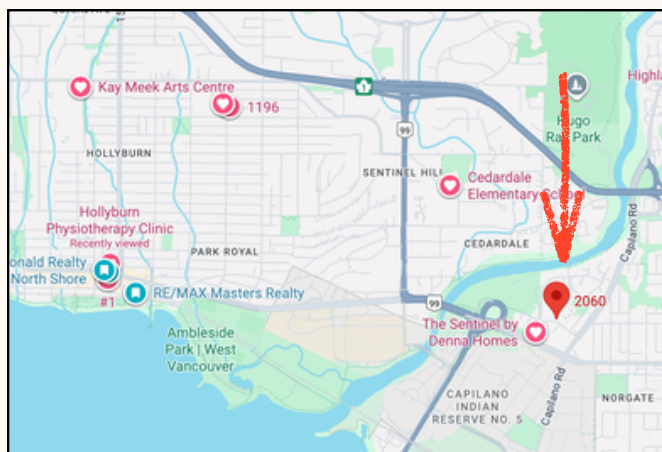 Kay Meek Arts Centre
1196
1
99
Hugo
Ray Park
Highla
HOLLYBURN
SENTINEL HILL
Cedardale
Elementary School
Hollyburn
Physiotherapy Clinic
Recently viewed
PARK ROYAL
CEDARDALE
Capilano Rd
onald Realty
North Shore
#1
RE/MAX Masters Realty
99
2060
The Sentinel by
Denna Homes
Ambleside
Park | West
Vancouver
CAPILANO
INDIAN
RESERVE NO. 5
Capilano Rd
NORGATE